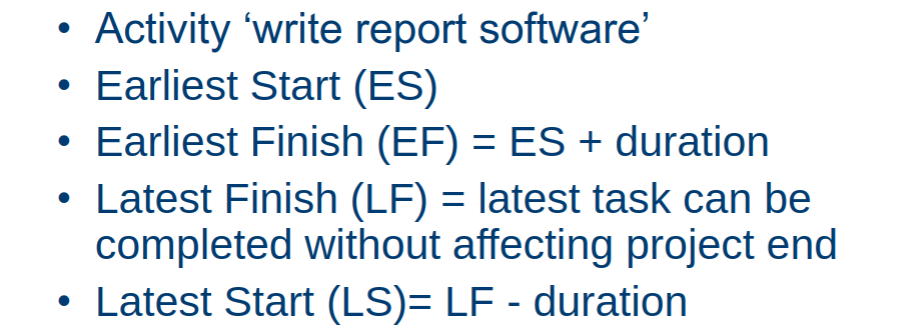 • Activity ‘write report software’
• Earliest Start (ES)
• Earliest Finish (EF) = ES + duration
• Latest Finish (LF) = latest task can be
completed without affecting project end
• Latest Start (LS)= LF - duration